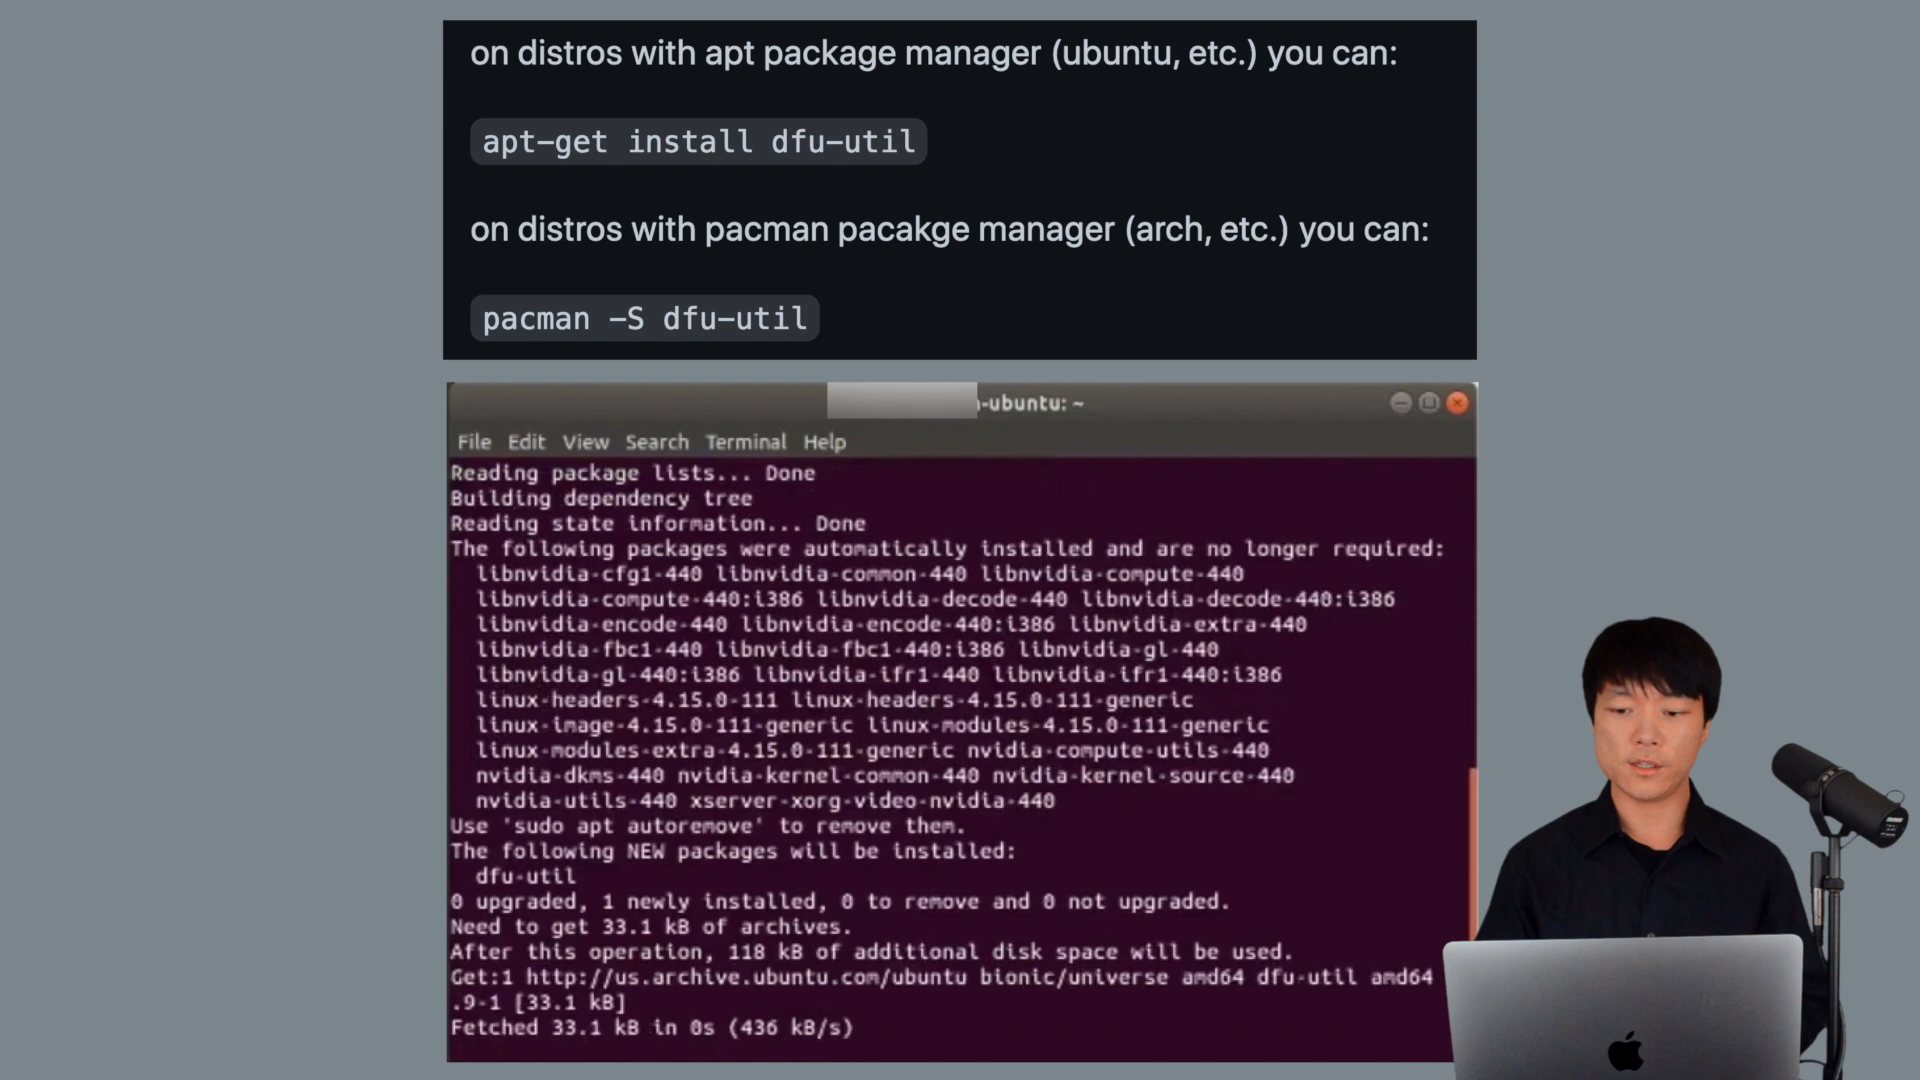 on distros with apt package manager (ubuntu, etc.) you can:
apt-get install dfu-util
on distros with pacman pacakge manager (arch, etc.) you can:
pacman -S dfu-util
-ubuntu: ~
File Edit View Search Terminal Help
Reading package lists... Done
Building dependency tree
Reading state information... Done
The following packages were automatically installed and are no longer required:
libnvidia-cfg1-440 libnvidia-common-440 libnvidia-compute-440
libnvidia-compute-440:i386 libnvidia-decode-440 libnvidia-decode-440:i386
libnvidia-encode-440 libnvidia-encode-440:i386 libnvidia-extra-440
libnvidia-fbc1-440 libnvidia-fbc1-440:i386 libnvidia-gl-440
libnvidia-gl-440:i386 libnvidia-ifr1-440 libnvidia-ifr1-440:i386
linux-headers-4.15.0-111 linux-headers-4.15.0-111-generic
linux-image-4.15.0-111-generic linux-modules-4.15.0-111-generic
linux-modules-extra-4.15.0-111-generic nvidia-compute-utils-440
nvidia-dkms-440 nvidia-kernel-common-440 nvidia-kernel-source-440
nvidia-utils-440 xserver-xorg-video-nvidia-440
Use 'sudo apt autoremove' to remove them.
The following NEW packages will be installed:
dfu-util
0 upgraded, 1 newly installed, 0 to remove and 0 not upgraded.
Need to get 33.1 kB of archives.
After this operation, 118 kB of additional disk space will be used.
Get:1 http://us.archive.ubuntu.com/ubuntu bionic/universe amd64 dfu-util amd64
.9-1 [33.1 kB]
Fetched 33.1 kB in 0s (436 kB/s)